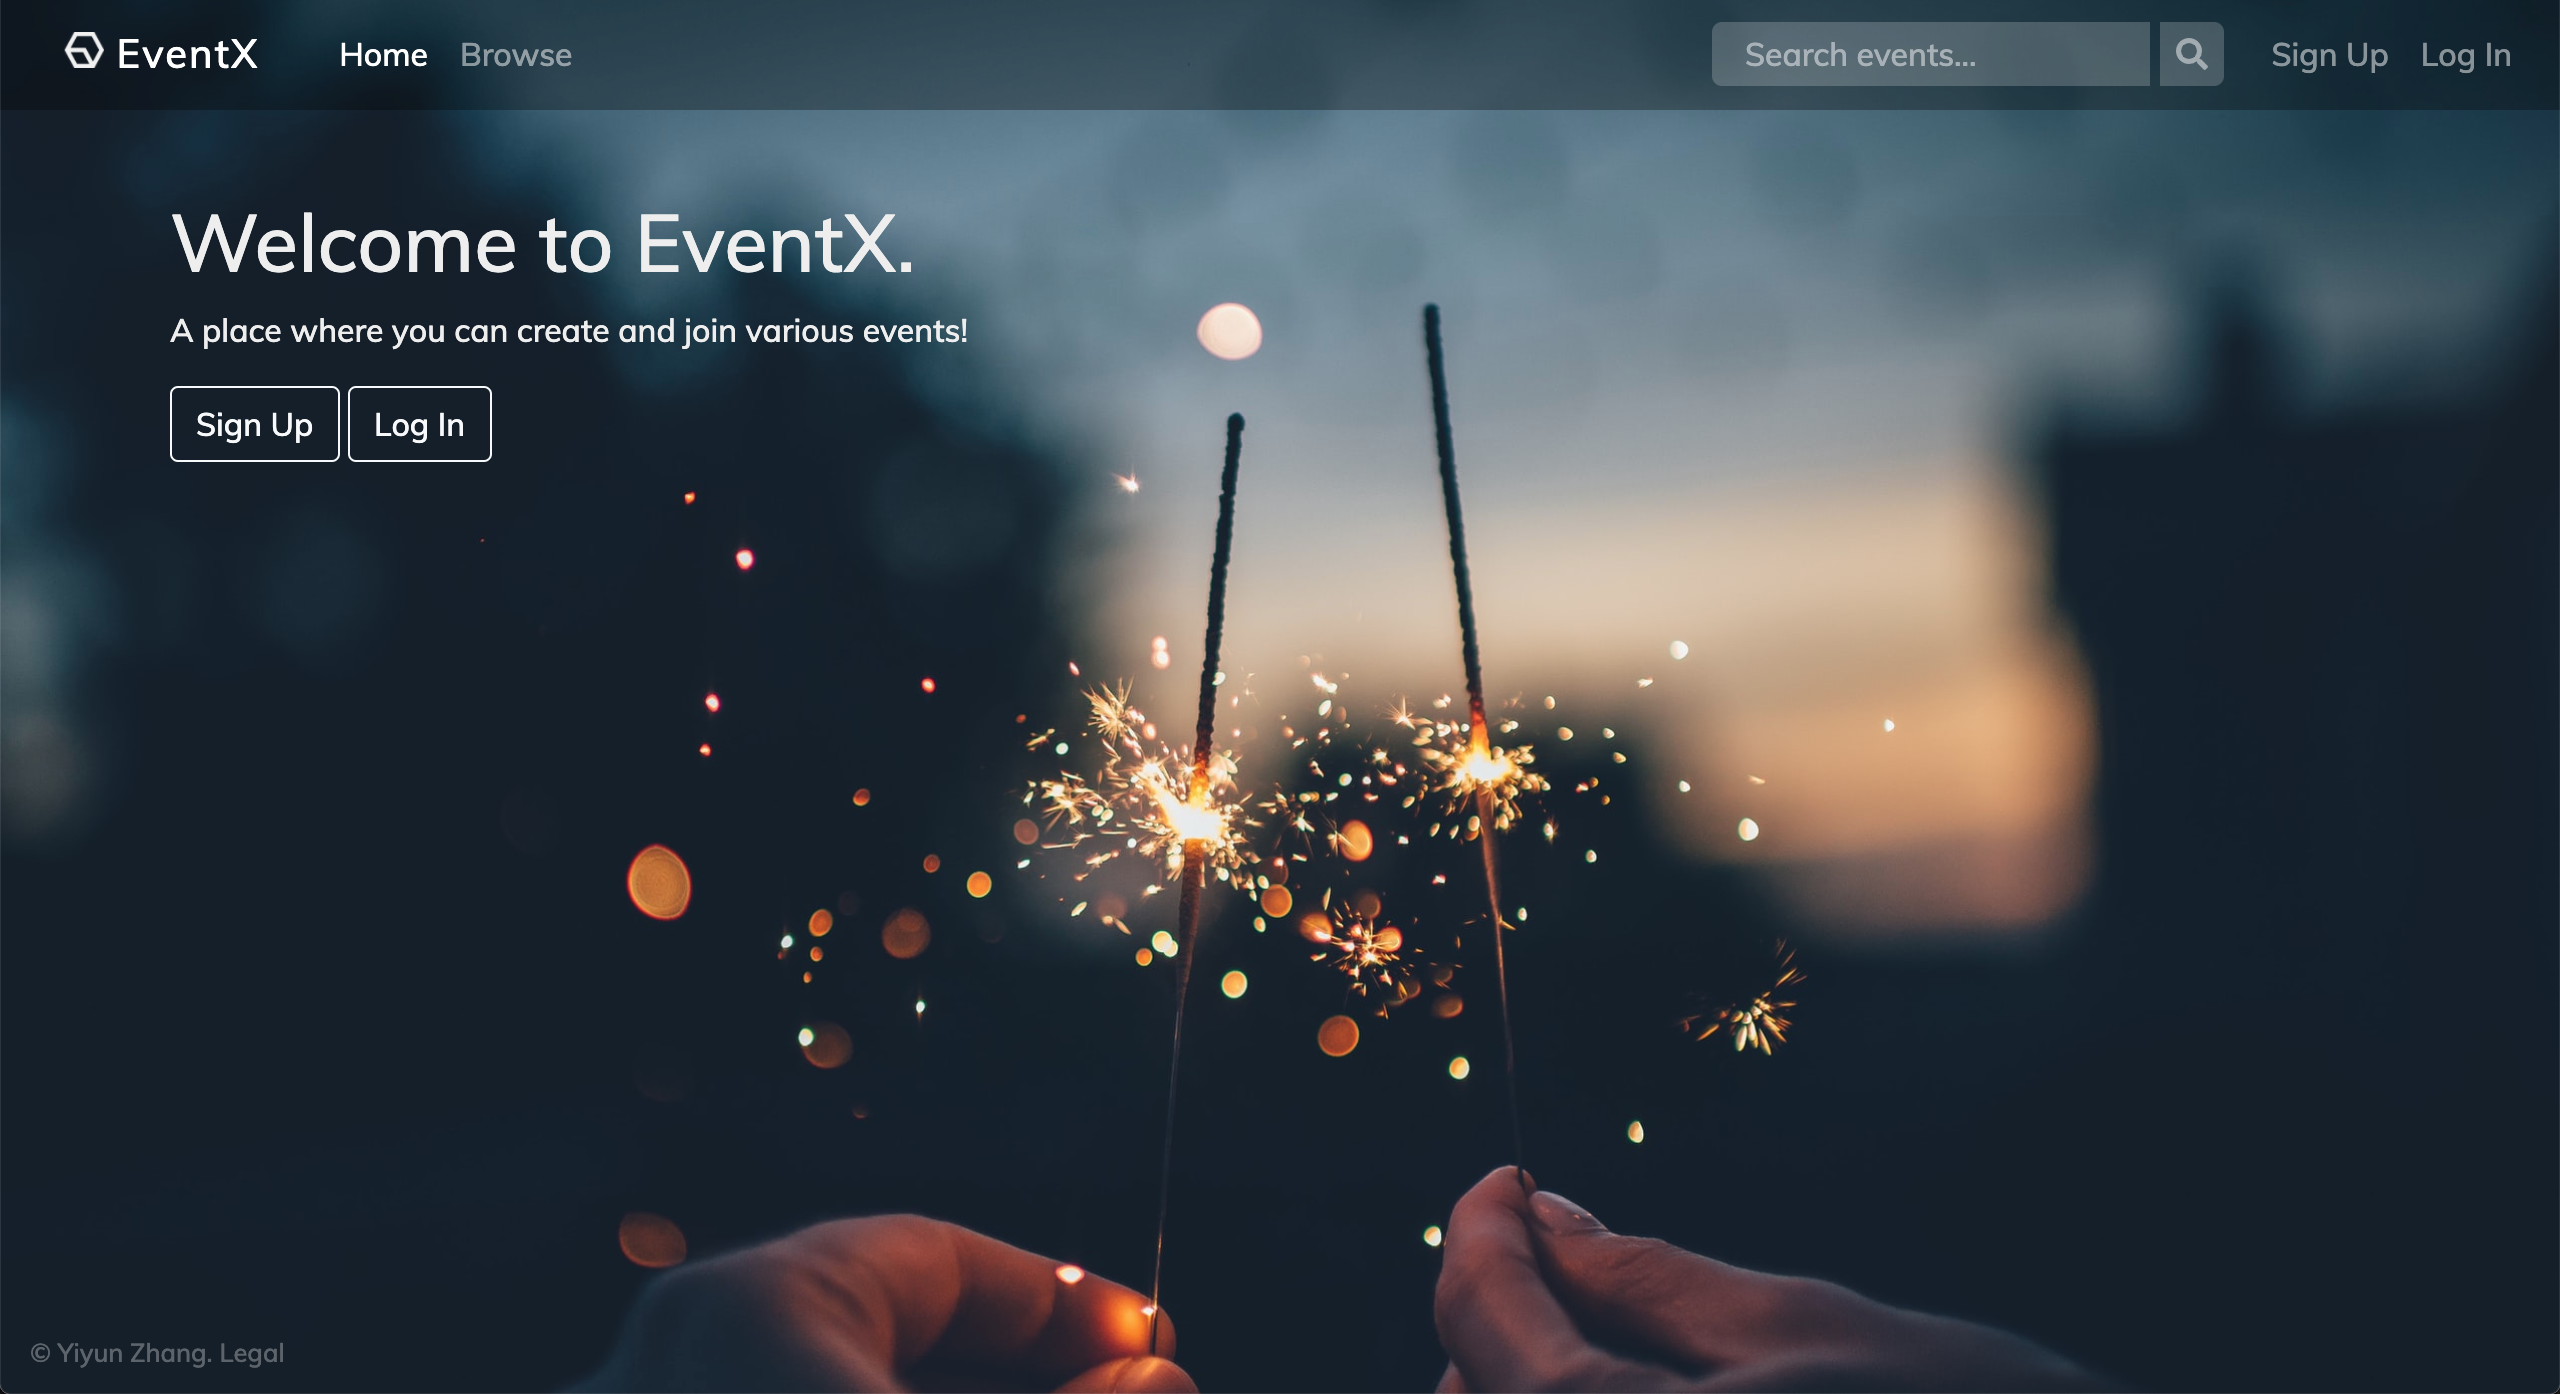 EventX Home Browse Search events... Sign Up Log In
Welcome to EventX.
A place where you can create and join various events!
Sign Up Log In
© Yiyun Zhang. Legal